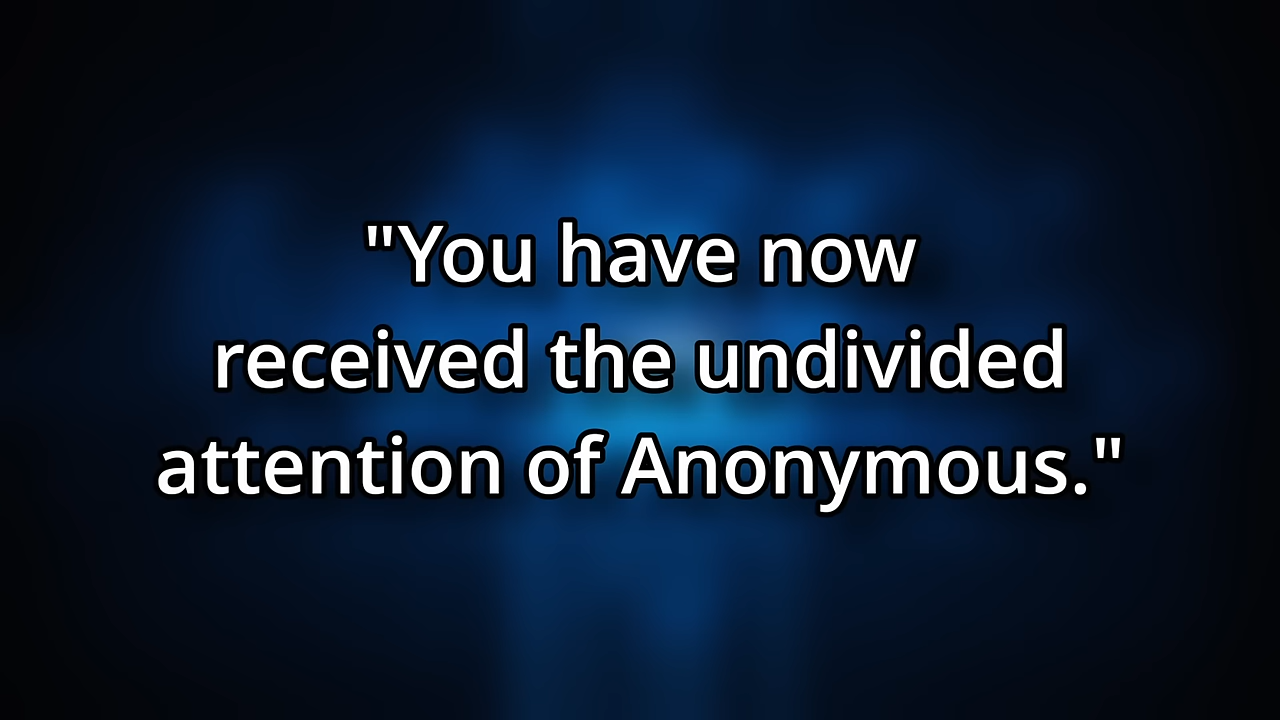 "You have now
received the undivided
attention of Anonymous."